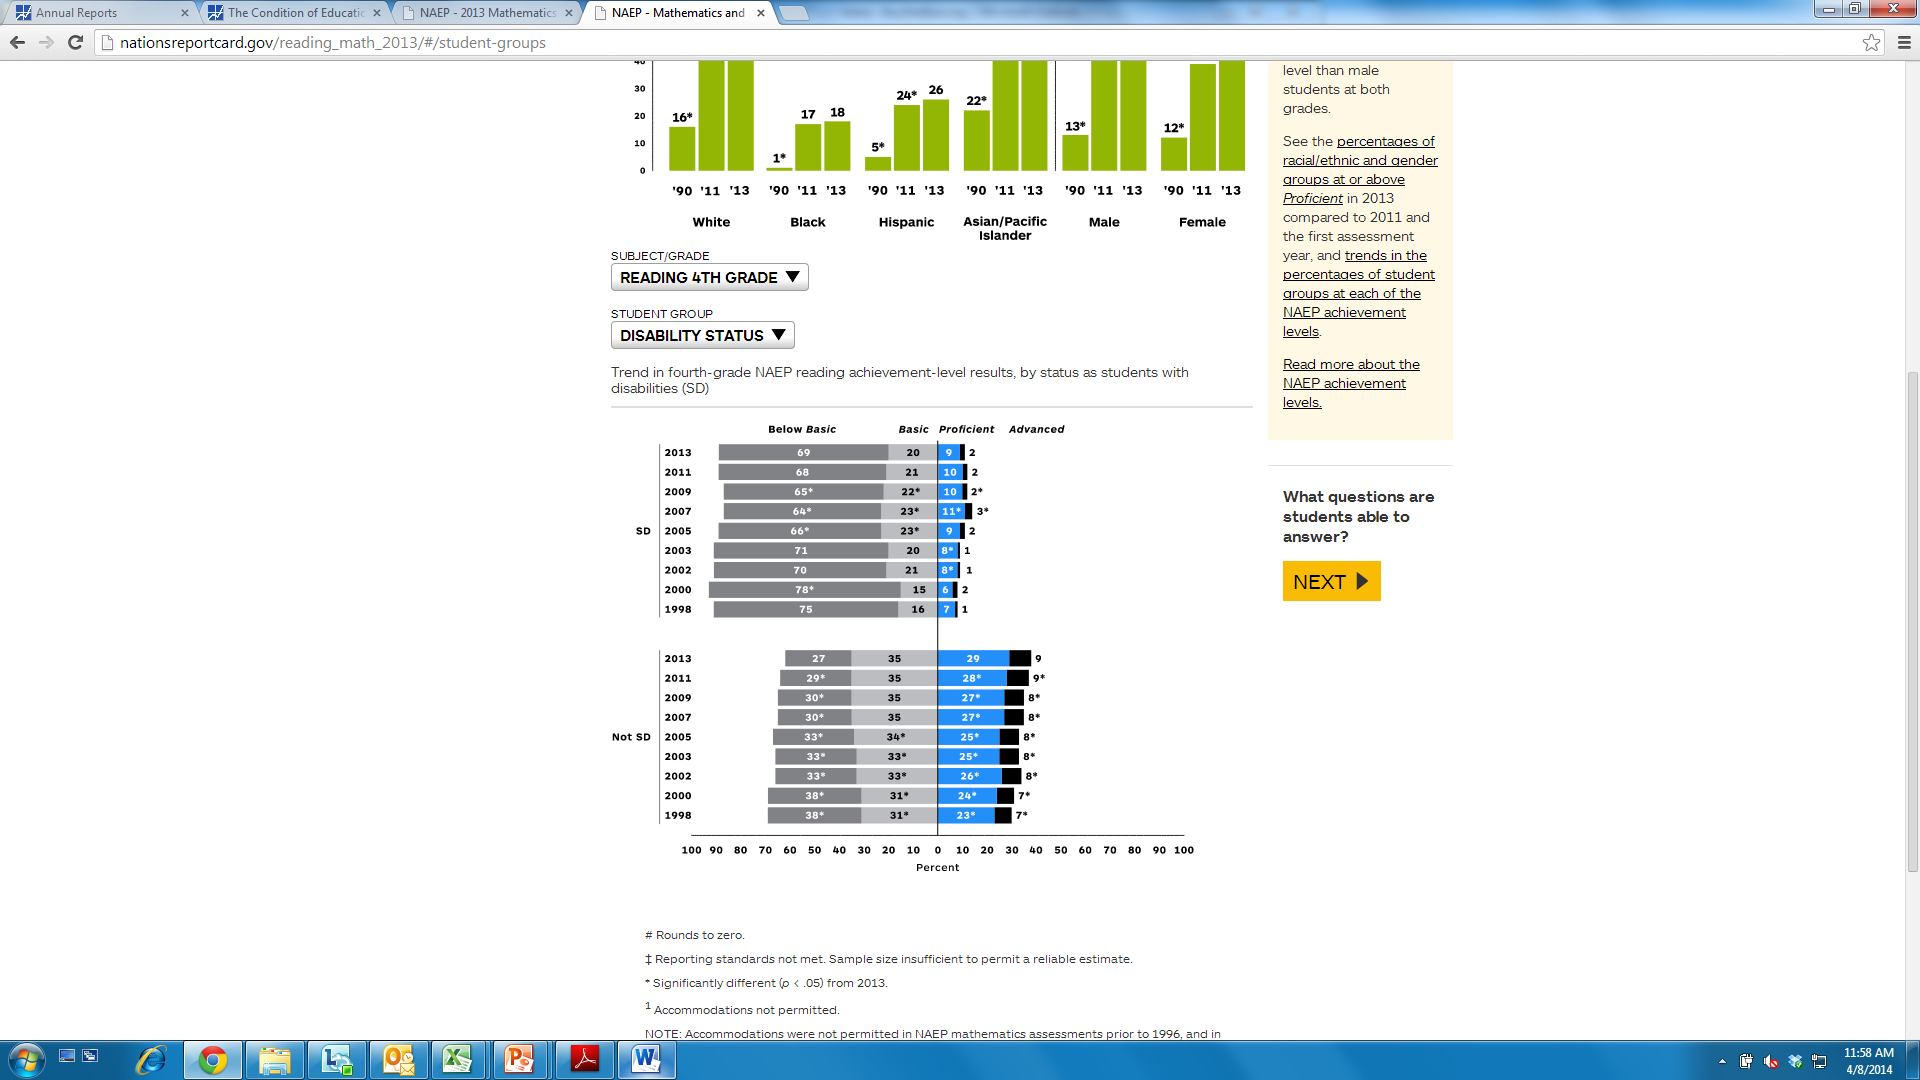 Annual Reports
The Condition of Educatic
NAEP - 2013 Mathematics
NAEP - Mathematics and
nationsreportcard.gov/reading_math_2013/#/student-groups
40
30
20
10
0
16*
1* 17 18
5* 24* 26
22*
13*
12*
'90 '11 '13 '90 '11 '13 '90 '11 '13 '90 '11 '13 '90 '11 '13 '90 '11 '13
White Black Hispanic Asian/Pacific Male Female
Islander
SUBJECT/GRADE
READING 4TH GRADE
STUDENT GROUP
DISABILITY STATUS
Trend in fourth-grade NAEP reading achievement-level results, by status as students with
disabilities (SD)
Below Basic Basic Proficient Advanced
2013 69 20 9 2
2011 68 21 10 2
2009 65* 22* 10 2*
2007 64* 23* 11* 3*
SD 2005 66* 23* 9 2
2003 71 20 8* 1
2002 70 21 8* 1
2000 78* 15 6 2
1998 75 16 7 1
2013 27 35 29 9
2011 29* 35 28* 9*
2009 30* 35 27* 8*
2007 30* 35 27* 8*
Not SD 2005 33* 34* 25* 8*
2003 33* 33* 25* 8*
2002 33* 33* 26* 8*
2000 38* 31* 24* 7*
1998 38* 31* 23* 7*
100 90 80 70 60 50 40 30 20 10 0 10 20 30 40 50 60 70 80 90 100
Percent
# Rounds to zero.
‡ Reporting standards not met. Sample size insufficient to permit a reliable estimate.
* Significantly different (p < .05) from 2013.
1 Accommodations not permitted.
NOTE: Accommodations were not permitted in NAEP mathematics assessments prior to 1996, and in
level than male
students at both
grades.
See the percentages of
racial/ethnic and gender
groups at or above
Proficient in 2013
compared to 2011 and
the first assessment
year, and trends in the
percentages of student
groups at each of the
NAEP achievement
levels.
Read more about the
NAEP achievement
levels.
What questions are
students able to
answer?
NEXT
11:58 AM
4/8/2014